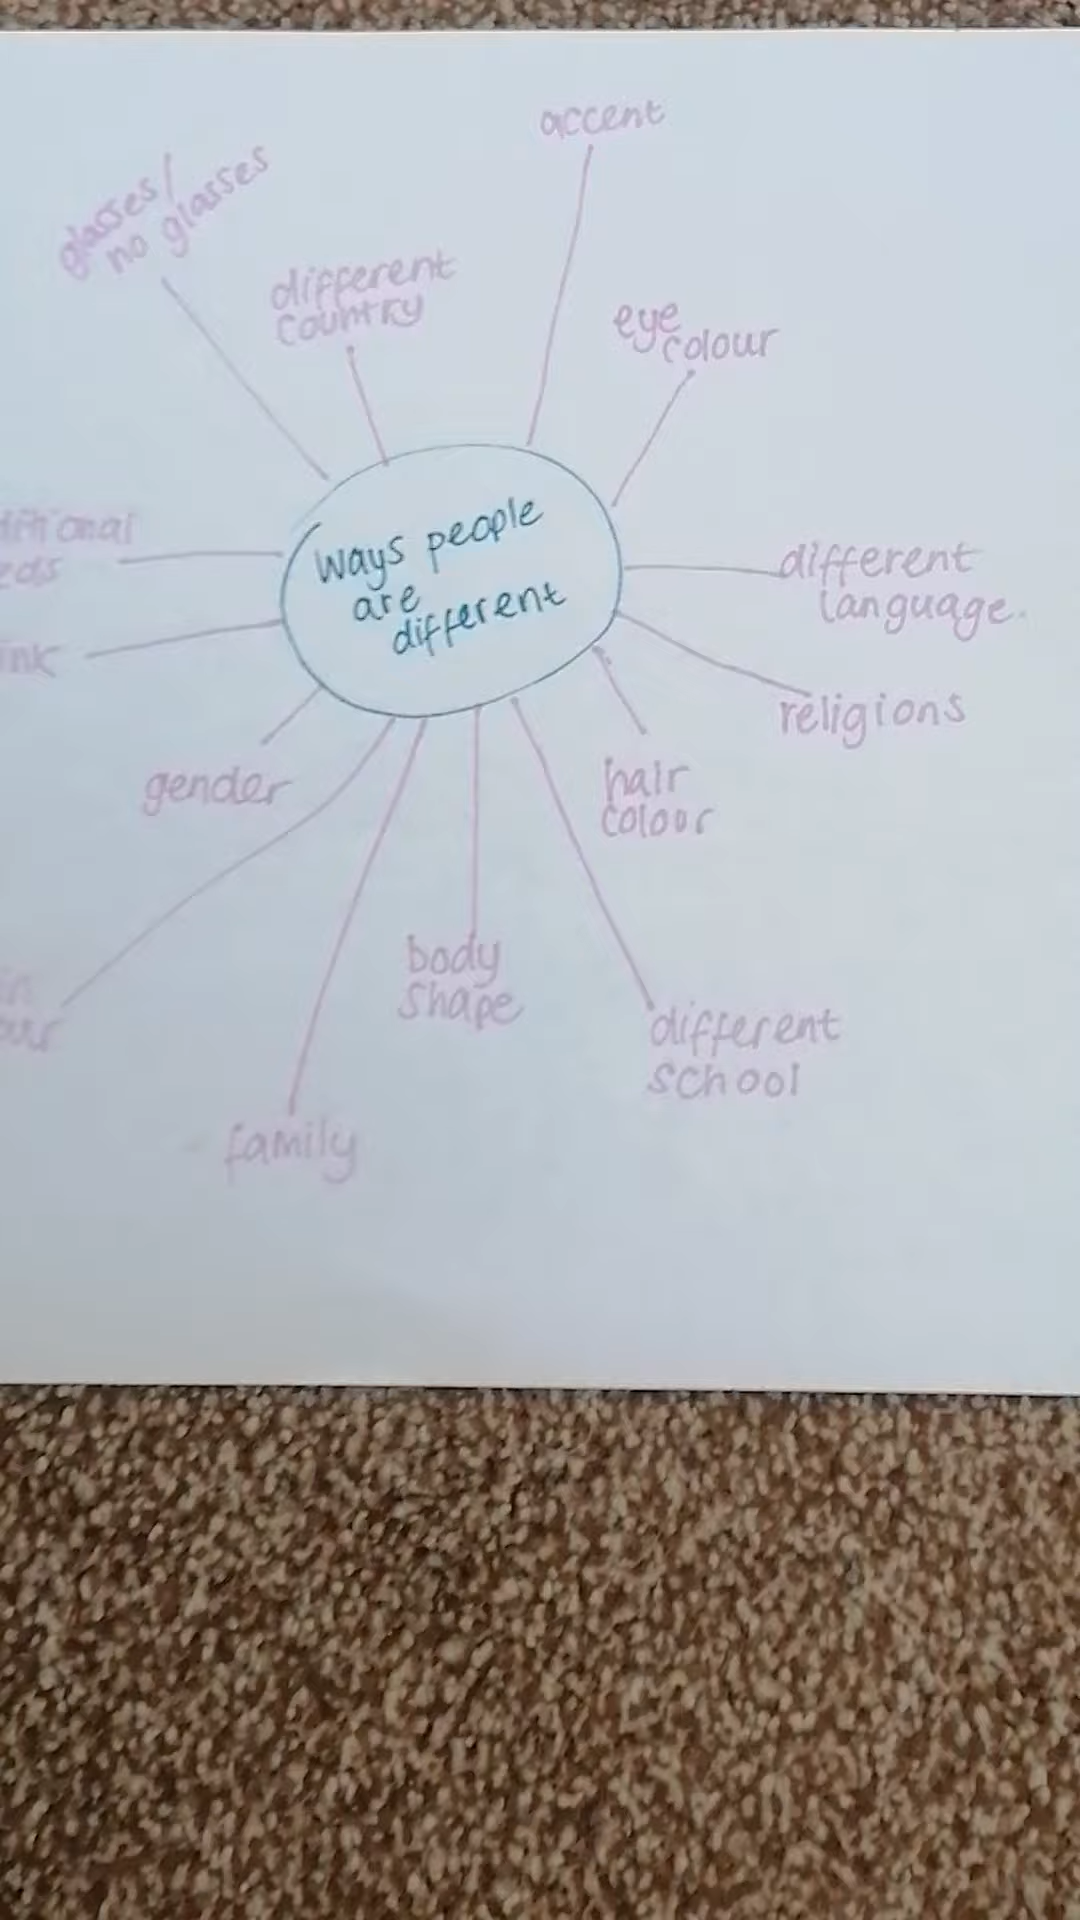 accent
glasses/
no glasses
different
country
eye
colour
Ways people
are
different
different
language.
religions
gender
hair
colour
body
shape
different
school
family